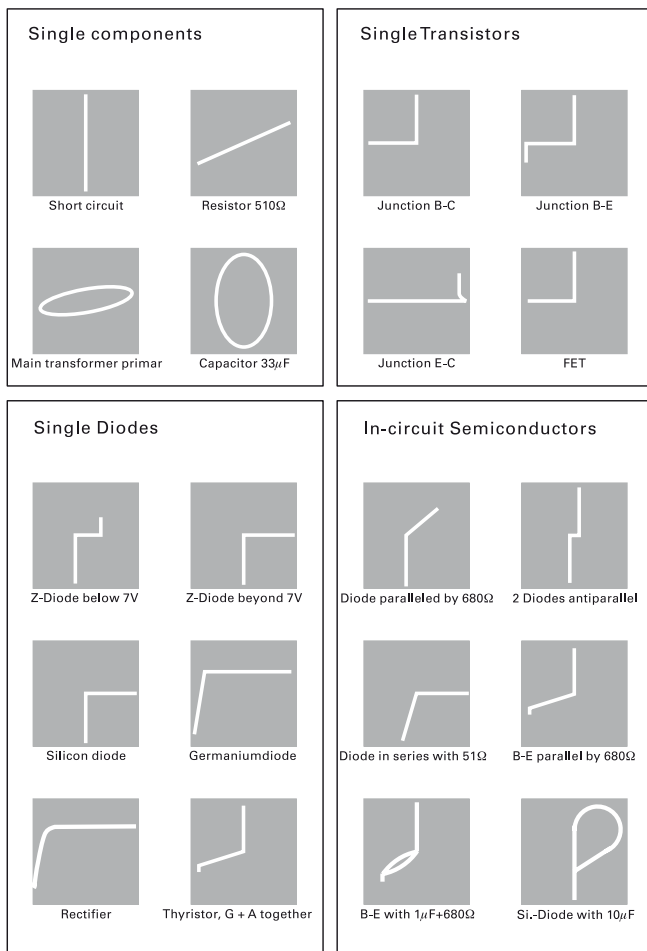 Single components
Short circuit
Resistor 510Ω
Main transformer primar
Capacitor 33µF
Single Transistors
Junction B-C
Junction B-E
Junction E-C
FET
Single Diodes
Z-Diode below 7V
Z-Diode beyond 7V
Silicon diode
Germaniumdiode
Rectifier
Thyristor, G + A together
In-circuit Semiconductors
Diode paralleled by 680Ω
2 Diodes antiparallel
Diode in series with 51Ω
B-E parallel by 680Ω
B-E with 1µF+680Ω
Si.-Diode with 10µF